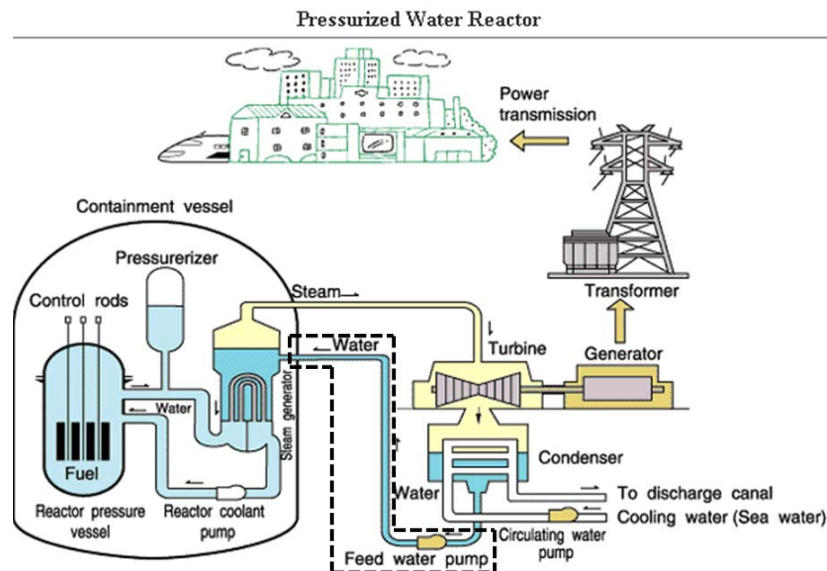 Pressurized Water Reactor
Power
transmission
Containment vessel
Pressurerizer
Control rods
Steam
Transformer
Water
Turbine
Generator
Steam generator
Water
Fuel
Condenser
Water
To discharge canal
Reactor pressure
vessel
Reactor coolant
pump
Cooling water (Sea water)
Circulating water
pump
Feed water pump